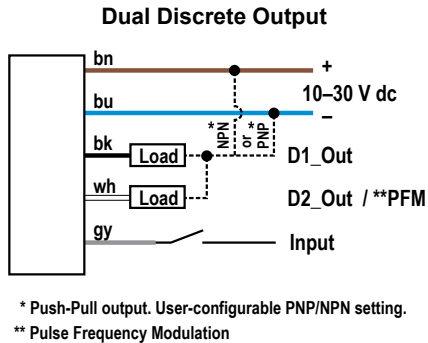 Dual Discrete Output
bn
+
10–30 V dc
bu
–
* NPN
or
* PNP
bk
Load
D1_Out
wh
Load
D2_Out / **PFM
gy
Input
* Push-Pull output. User-configurable PNP/NPN setting.
** Pulse Frequency Modulation